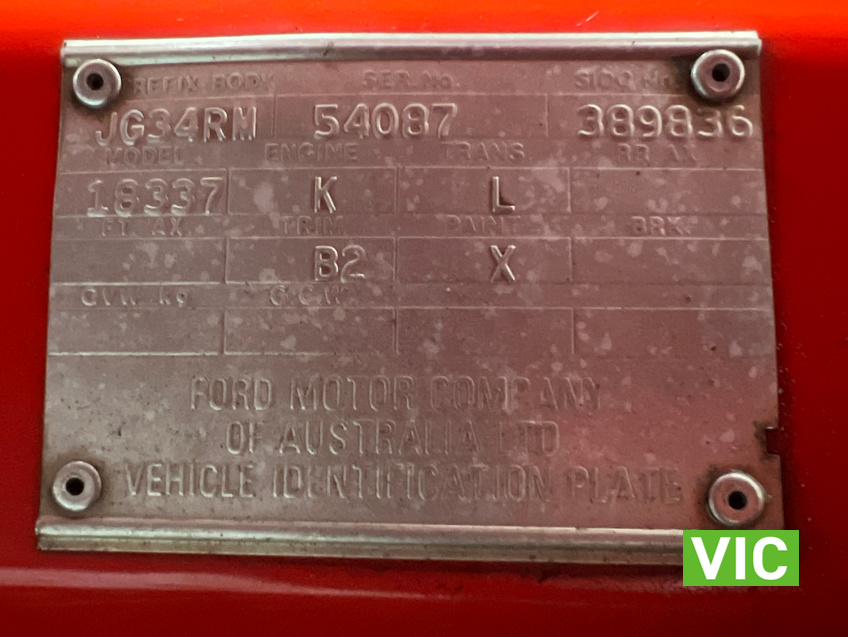 PREFIX BODY SER No. SIDO No.
JG34RM 54087 389836
MODEL ENGINE TRANS. RR AX
18337 K L
FT. AX. TRIM PAINT BRK.
B2 X
GVW kg GCW
FORD MOTOR COMPANY
OF AUSTRALIA LTD
VEHICLE IDENTIFICATION PLATE
VIC